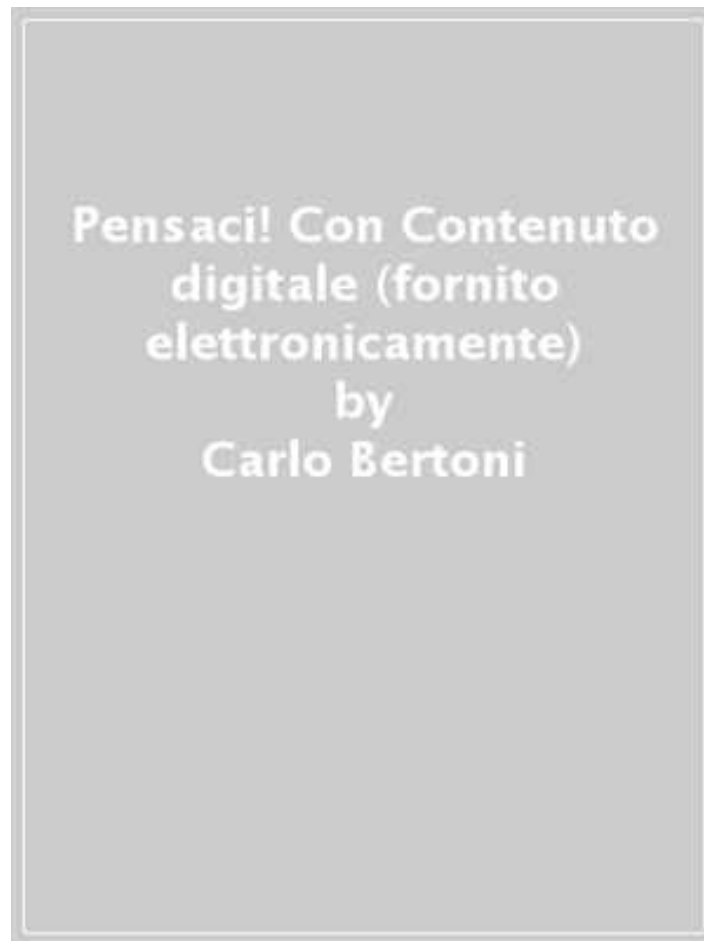 Pensaci! Con Contenuto
digitale (fornito
elettronicamente)
by
Carlo Bertoni